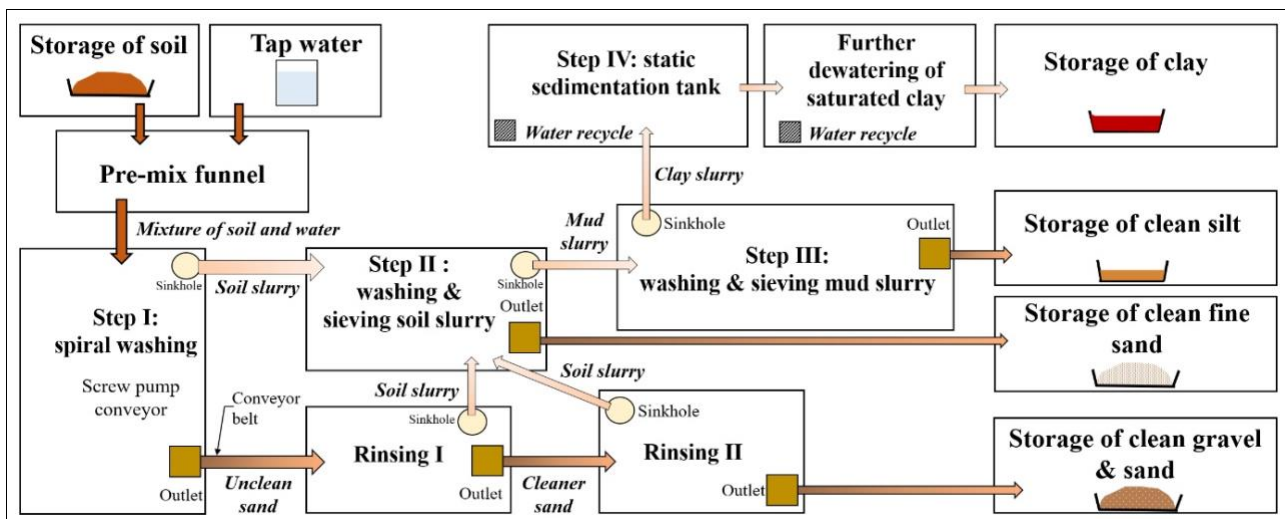 Storage of soil
Tap water
Pre-mix funnel
Mixture of soil and water
Step I:
spiral washing
Screw pump
conveyor
Sinkhole
Outlet
Soil slurry
Conveyor
belt
Unclean
sand
Step II :
washing &
sieving soil slurry
Sinkhole
Outlet
Soil slurry
Soil slurry
Sinkhole
Rinsing I
Outlet
Cleaner
sand
Sinkhole
Rinsing II
Outlet
Mud
slurry
Sinkhole
Step III:
washing & sieving mud slurry
Outlet
Clay slurry
Step IV: static
sedimentation tank
Water recycle
Further
dewatering of
saturated clay
Water recycle
Storage of clay
Storage of clean silt
Storage of clean fine
sand
Storage of clean gravel
& sand